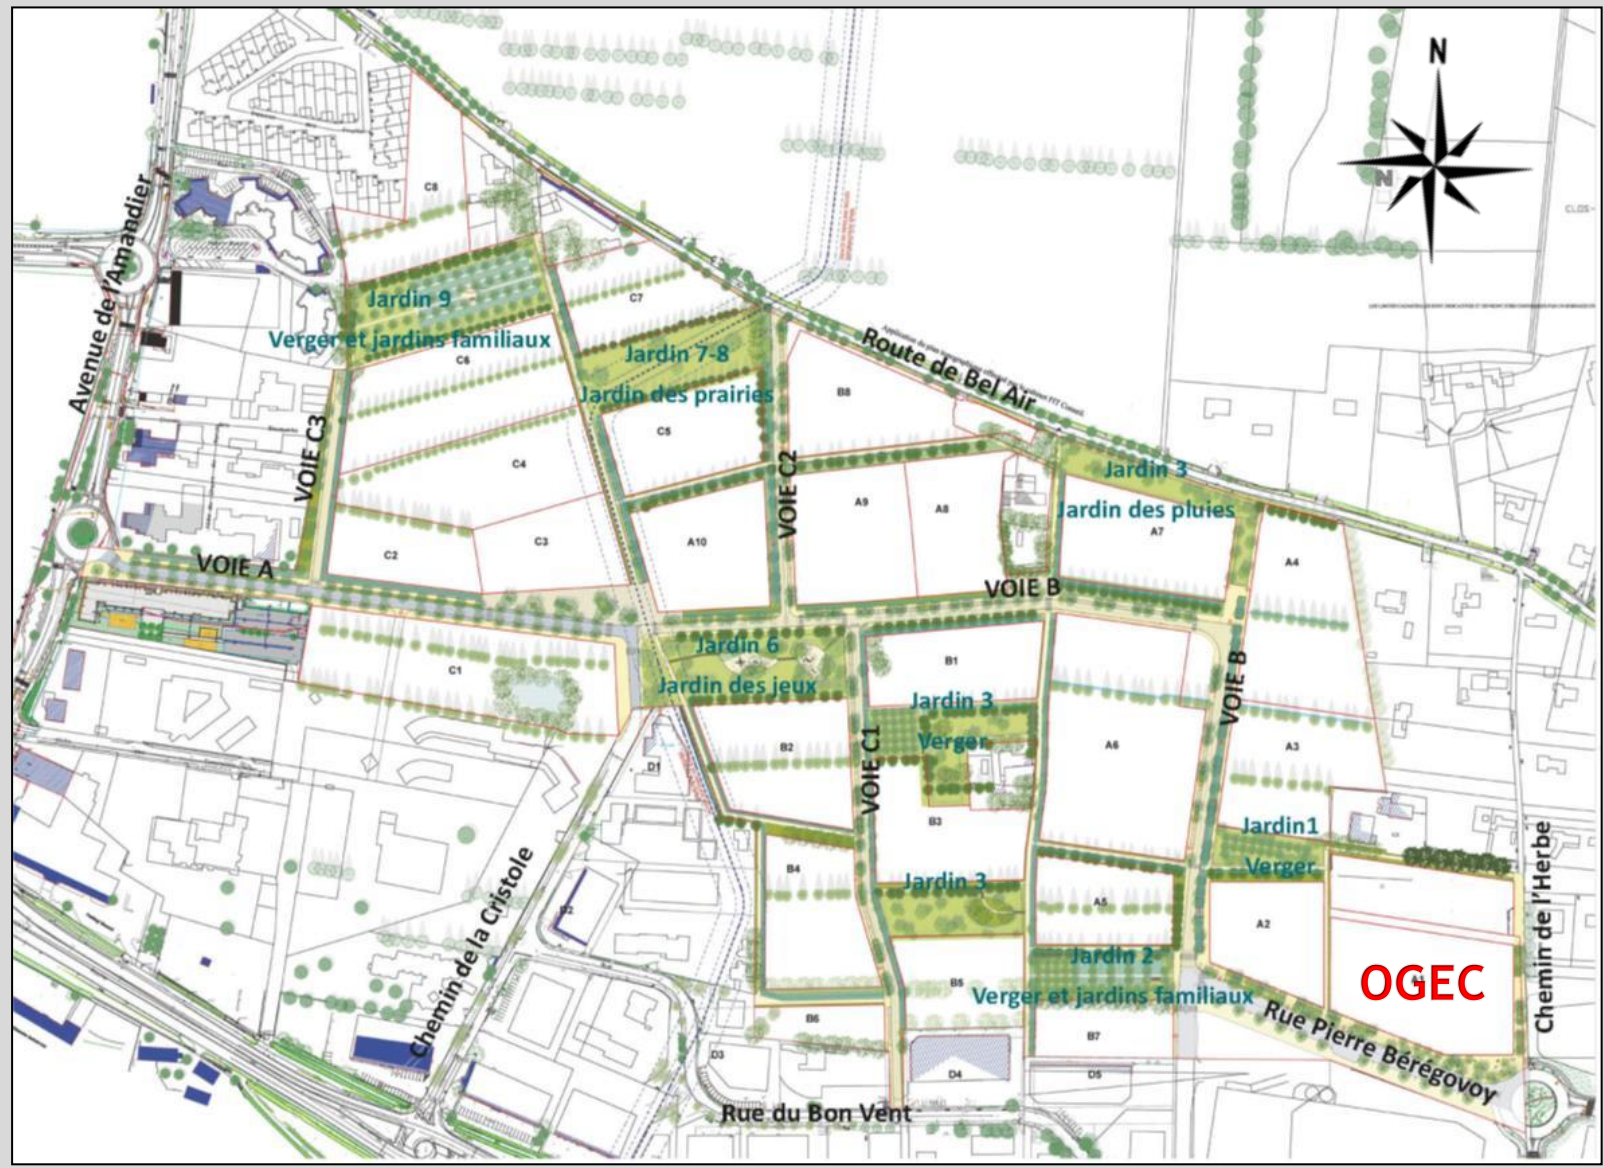 N
N
CLOS-
C8
Avenue de l'Amandier
Jardin 9
Verger et jardins familiaux
C7
C6
Jardin 7-8
Jardin des prairies
Route de Bel Air
B8
VOIE C3
C5
C4
VOIE C2
Jardin 3
Jardin des pluies
A9
A8
A7
C2
C3
A10
A4
VOIE A
VOIE B
Jardin 6
Jardin des jeux
C1
B1
VOIE B
Jardin 3
Verger
B2
D1
VOIE C1
A6
A3
B3
Jardin1
Verger
Chemin de l'Herbe
Chemin de la Cristole
B4
Jardin 3
A5
D2
A2
Jardin 2
Verger et jardins familiaux
B5
OGEC
Rue Pierre Bérégovoy
B6
B7
D3
D4
D5
Rue du Bon Vent